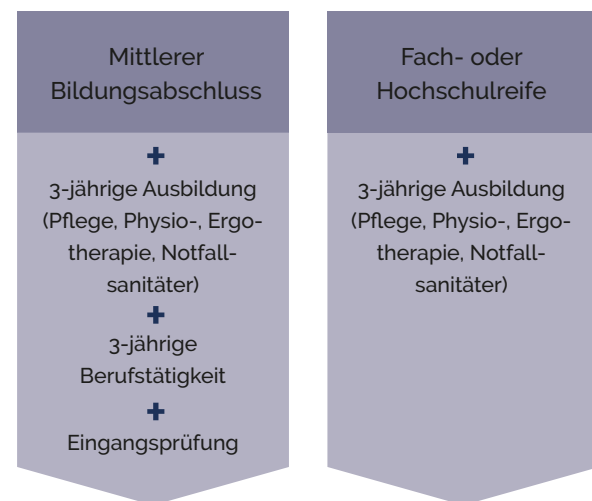 Mittlerer
Bildungsabschluss
+
3-jährige Ausbildung
(Pflege, Physio-, Ergo-
therapie, Notfall-
sanitäter)
+
3-jährige
Berufstätigkeit
+
Eingangsprüfung
Fach- oder
Hochschulreife
+
3-jährige Ausbildung
(Pflege, Physio-, Ergo-
therapie, Notfall-
sanitäter)